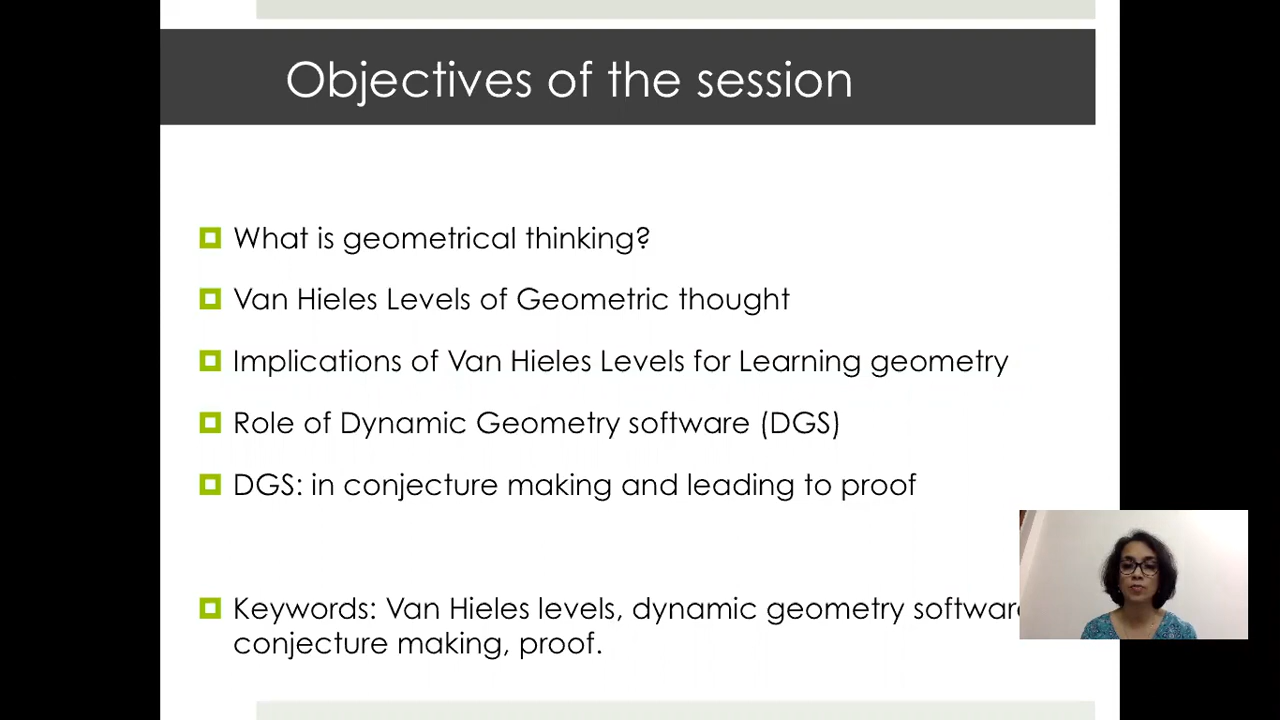 Objectives of the session
What is geometrical thinking?
Van Hieles Levels of Geometric thought
Implications of Van Hieles Levels for Learning geometry
Role of Dynamic Geometry software (DGS)
DGS: in conjecture making and leading to proof
Keywords: Van Hieles levels, dynamic geometry software
conjecture making, proof.